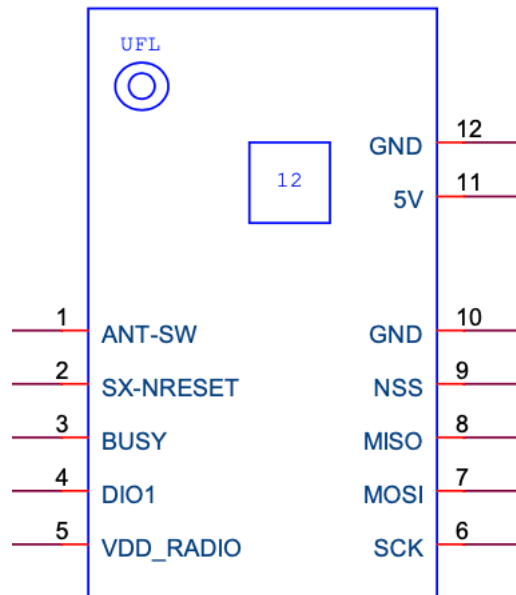 UFL
12
GND 12
5V 11
1 ANT-SW GND 10
2 SX-NRESET NSS 9
3 BUSY MISO 8
4 DIO1 MOSI 7
5 VDD_RADIO SCK 6